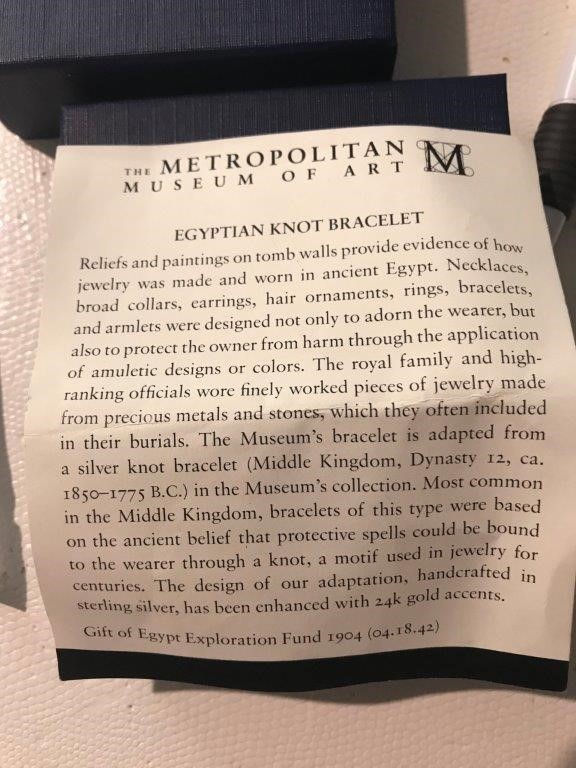 THE METROPOLITAN
MUSEUM OF ART M
EGYPTIAN KNOT BRACELET
Reliefs and paintings on tomb walls provide evidence of how
jewelry was made and worn in ancient Egypt. Necklaces,
broad collars, earrings, hair ornaments, rings, bracelets,
and armlets were designed not only to adorn the wearer, but
also to protect the owner from harm through the application
of amuletic designs or colors. The royal family and high-
ranking officials wore finely worked pieces of jewelry made
from precious metals and stones, which they often included
in their burials. The Museum's bracelet is adapted from
a silver knot bracelet (Middle Kingdom, Dynasty 12, ca.
1850–1775 B.C.) in the Museum's collection. Most common
in the Middle Kingdom, bracelets of this type were based
on the ancient belief that protective spells could be bound
to the wearer through a knot, a motif used in jewelry for
centuries. The design of our adaptation, handcrafted in
sterling silver, has been enhanced with 24k gold accents.
Gift of Egypt Exploration Fund 1904 (04.18.42)